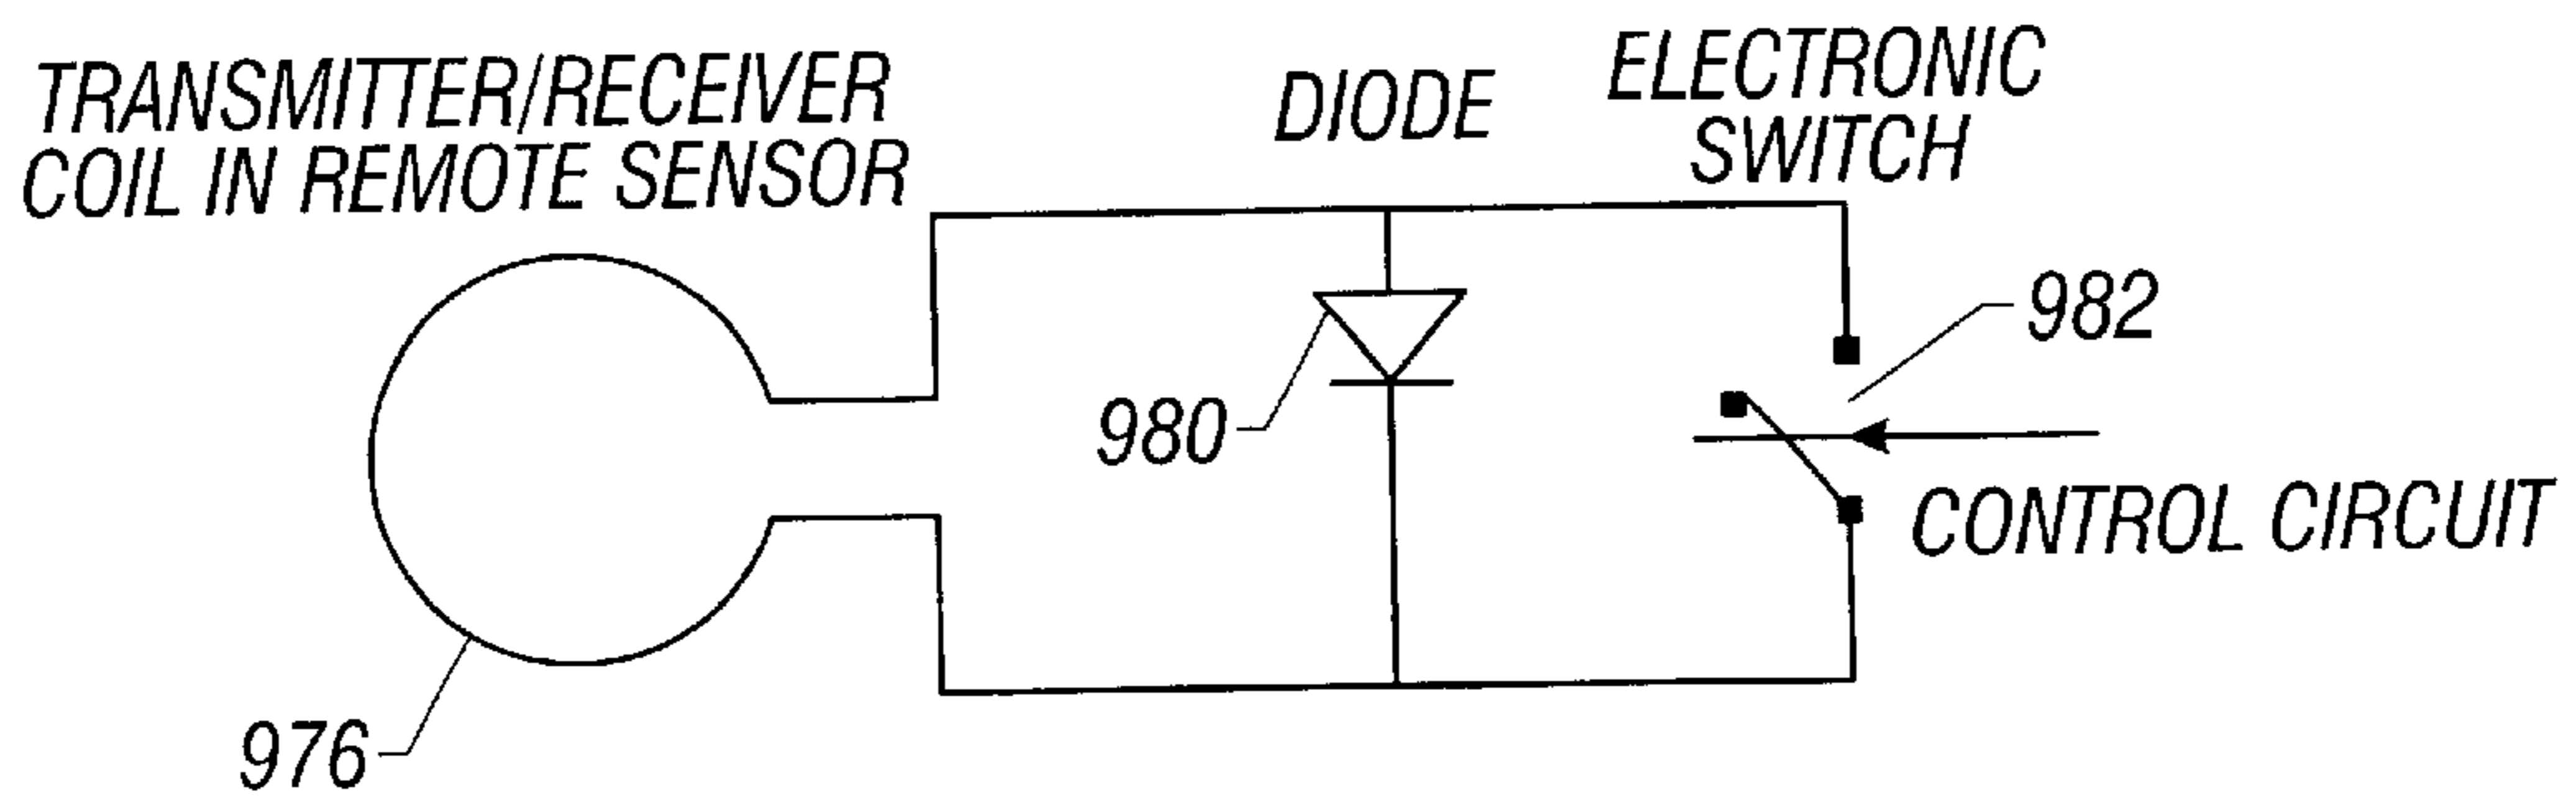 TRANSMITTER/RECEIVER
COIL IN REMOTE SENSOR
DIODE
ELECTRONIC
SWITCH
982
980
CONTROL CIRCUIT
976